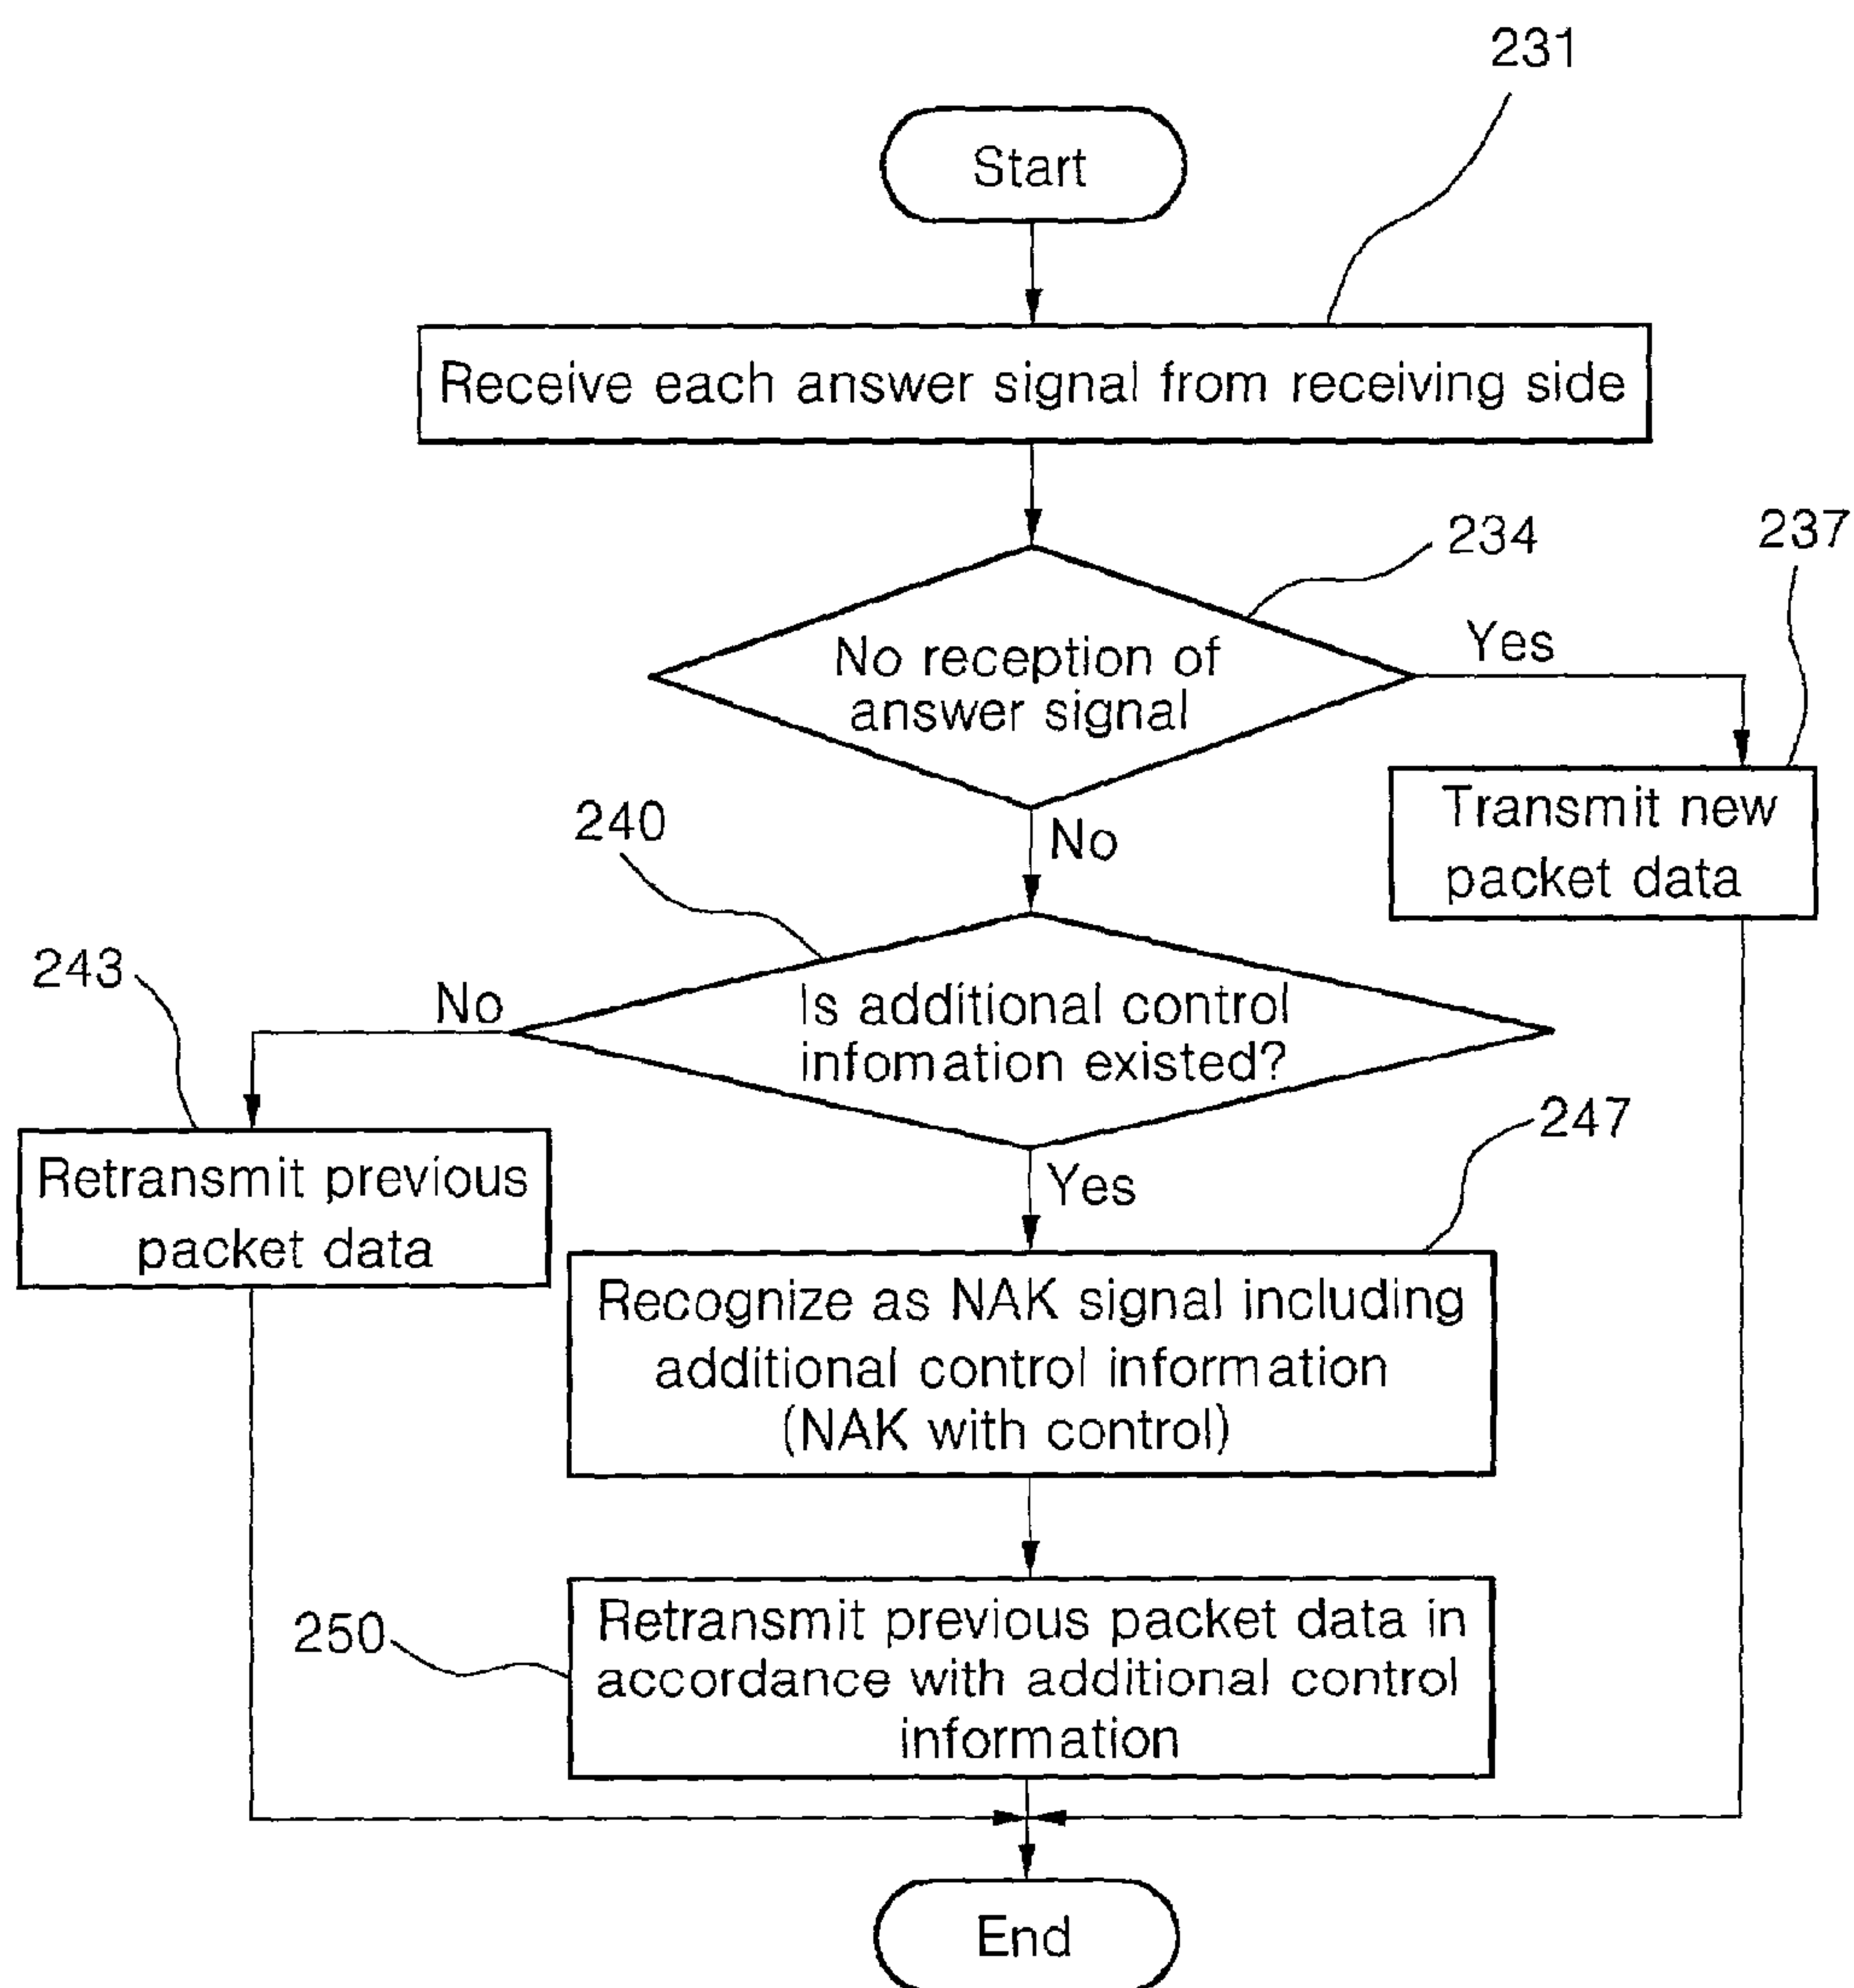 231
Start
Receive each answer signal from receiving side
234
237
No reception of
answer signal
Yes
Transmit new
packet data
No
240
243
No
Is additional control
infomation existed?
247
Yes
Retransmit previous
packet data
Recognize as NAK signal including
additional control information
(NAK with control)
250
Retransmit previous packet data in
accordance with additional control
information
End